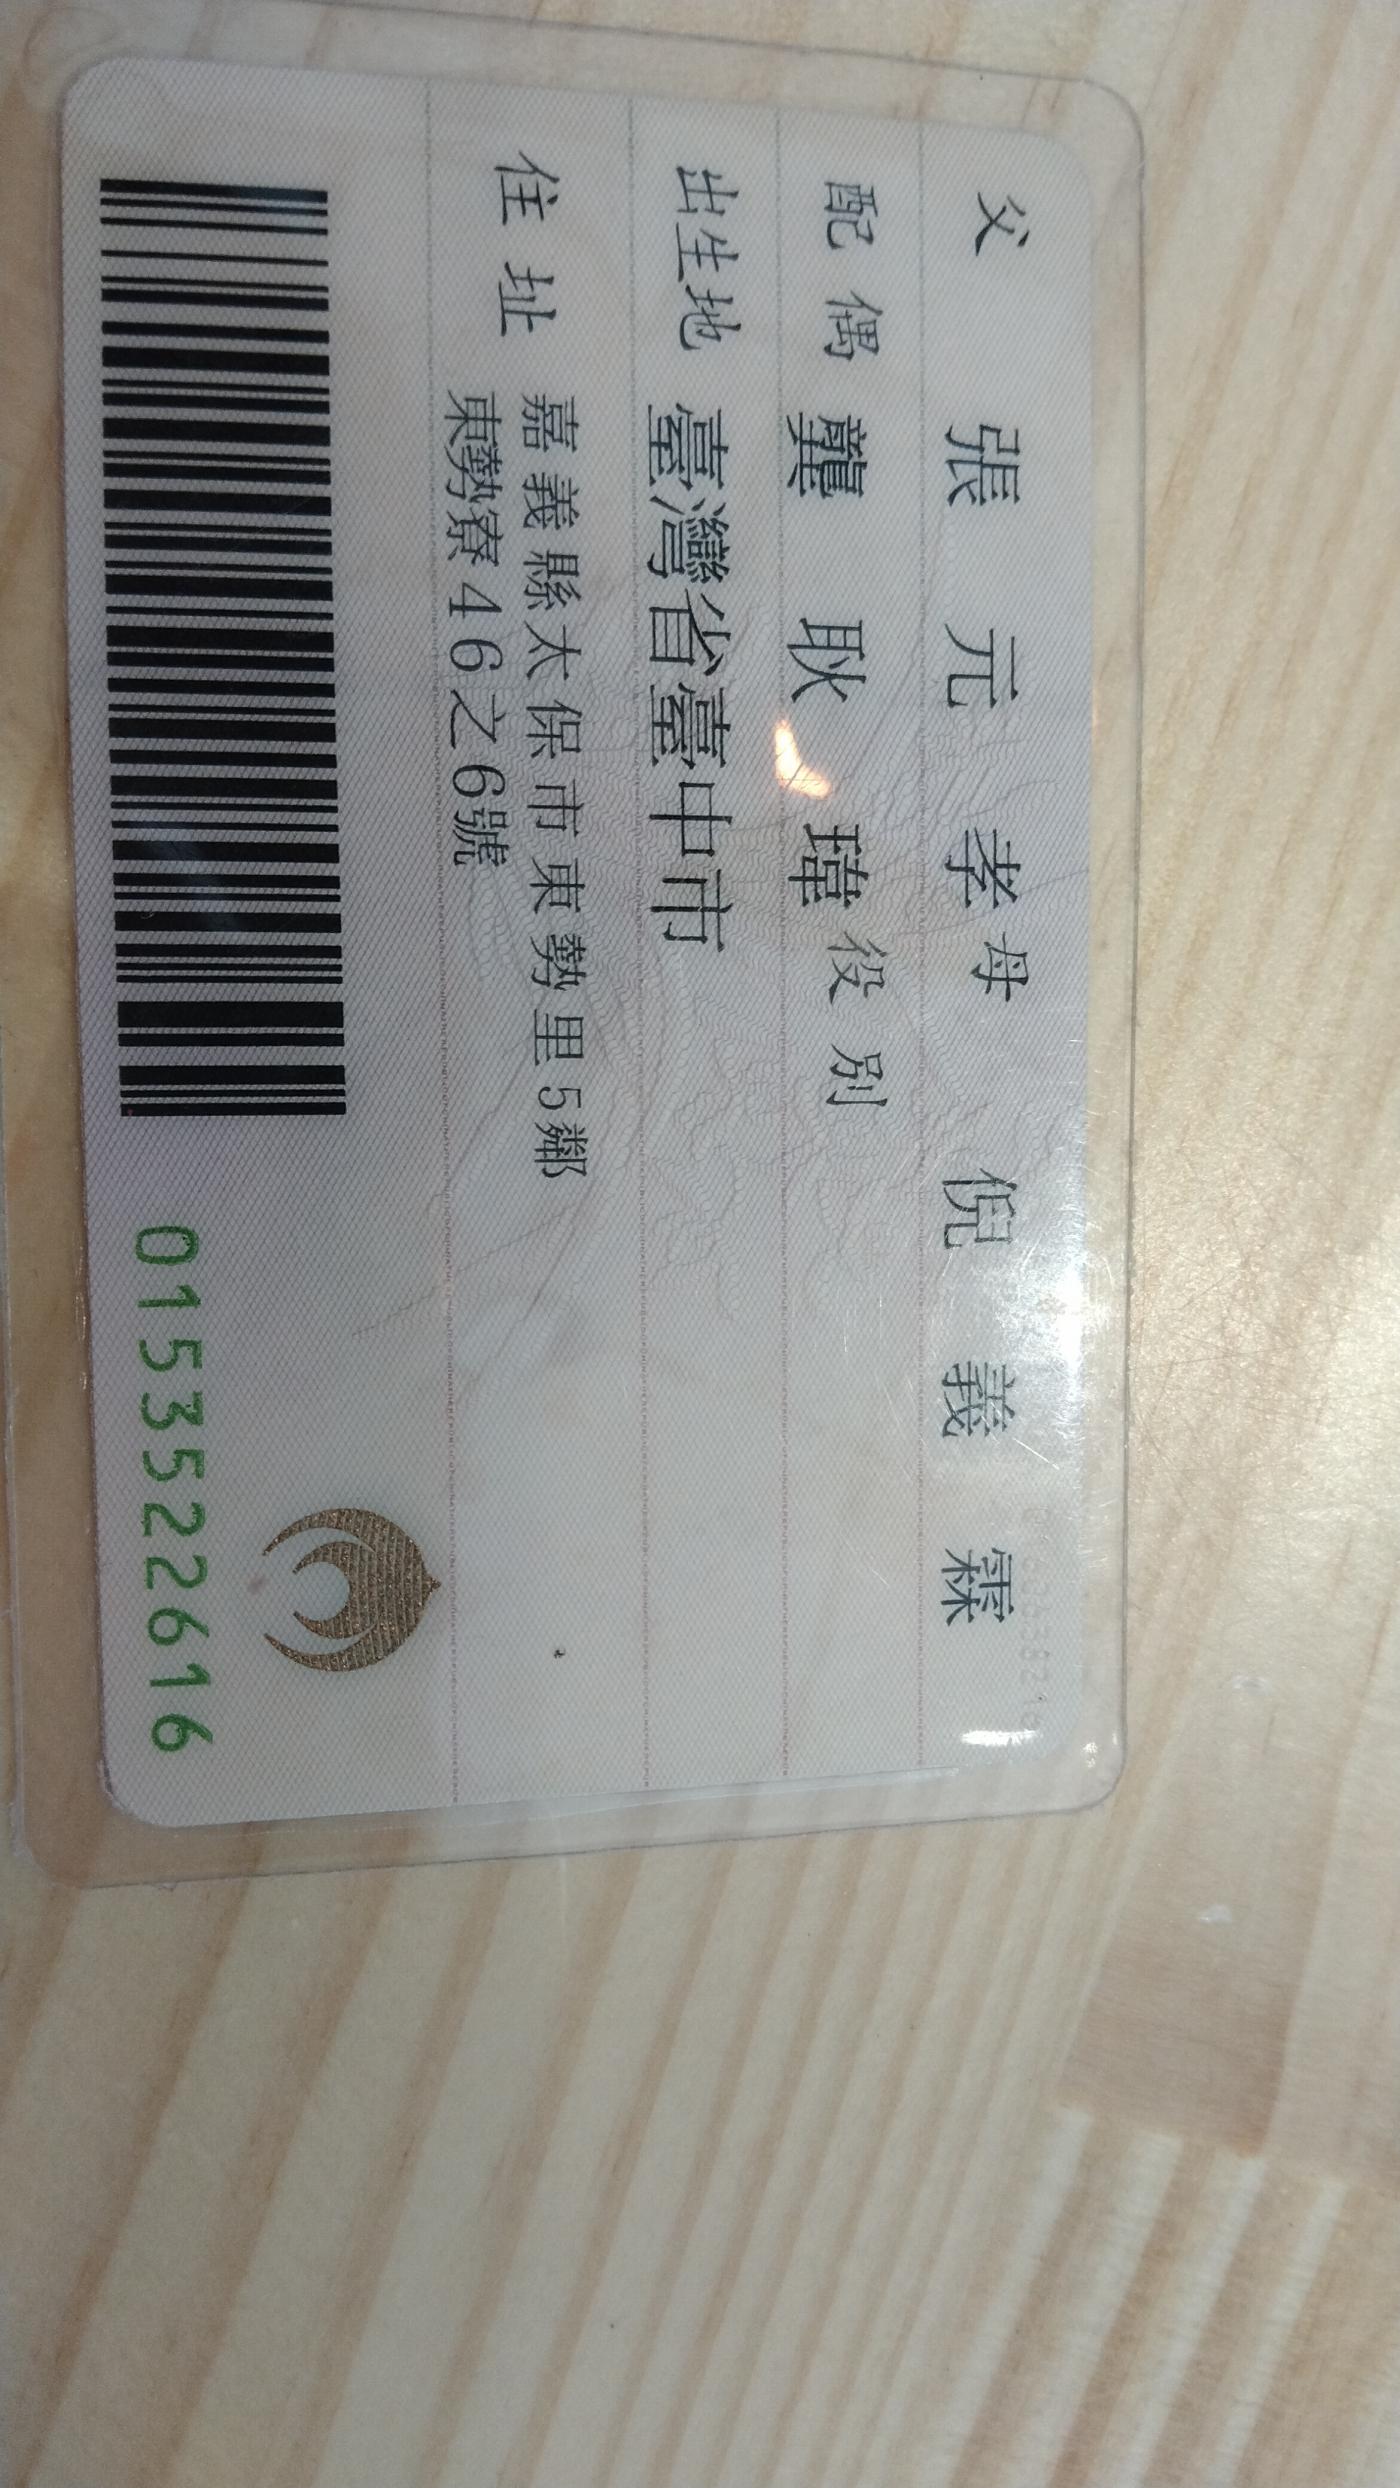 父 張元孝 母 倪義霖
配偶 龔耿瑋 役別
出生地 臺灣省臺中市
住址 嘉義縣太保市東勢里5鄰
東勢寮46之6號
0153522616